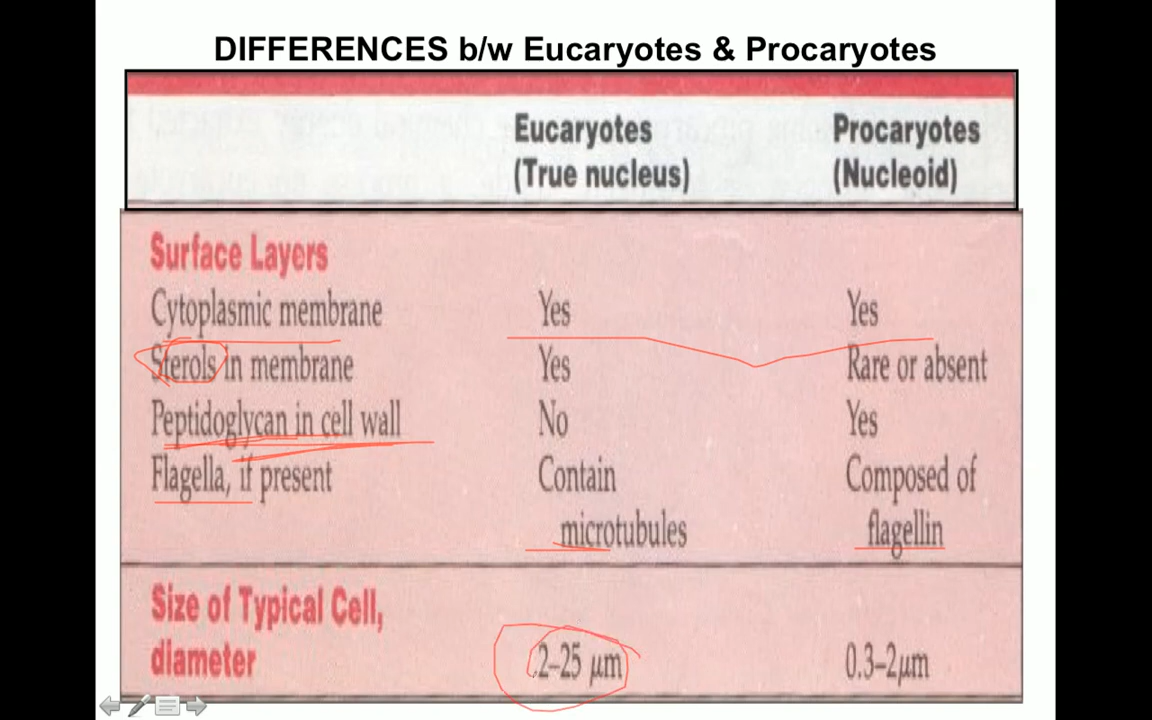 DIFFERENCES b/w Eucaryotes & Procaryotes
Eucaryotes Procaryotes
(True nucleus) (Nucleoid)
Surface Layers
Cytoplasmic membrane Yes Yes
Sterols in membrane Yes Rare or absent
Peptidoglycan in cell wall No Yes
Flagella, if present Contain Composed of
microtubules flagellin
Size of Typical Cell,
diameter 2–25 μm 0.3–2μm